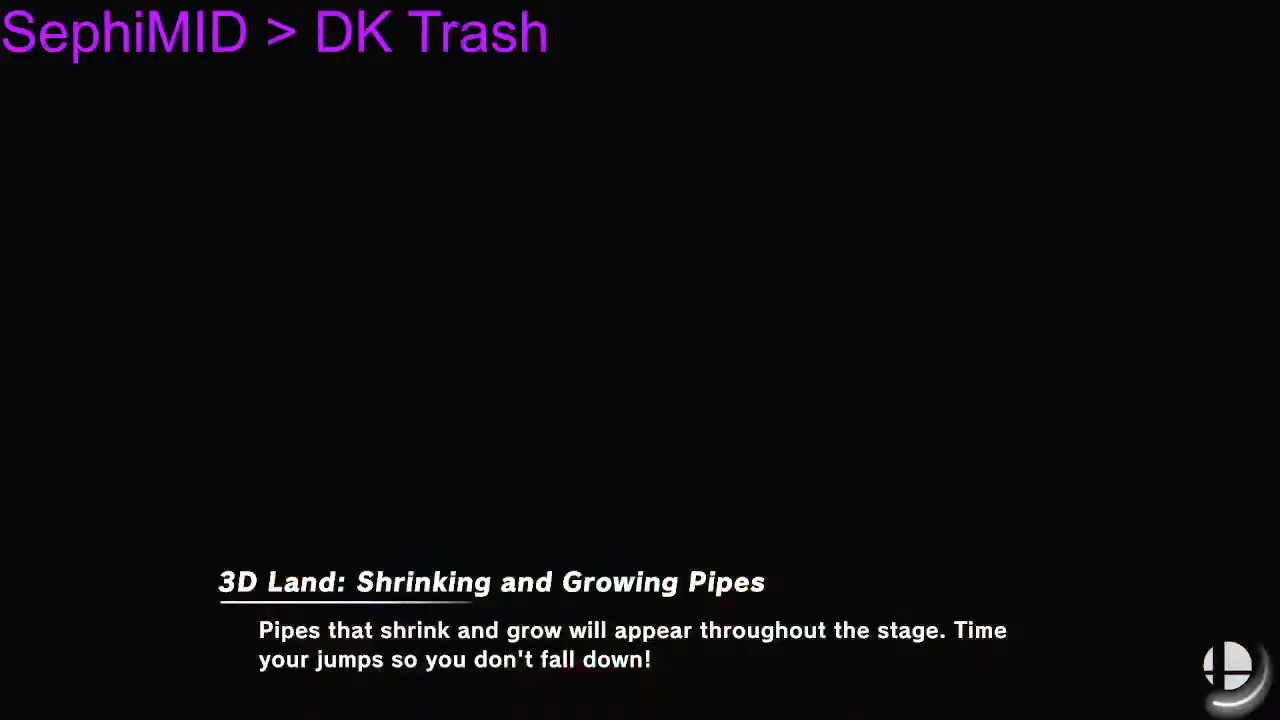 SephiMID > DK Trash
3D Land: Shrinking and Growing Pipes
Pipes that shrink and grow will appear throughout the stage. Time
your jumps so you don't fall down!